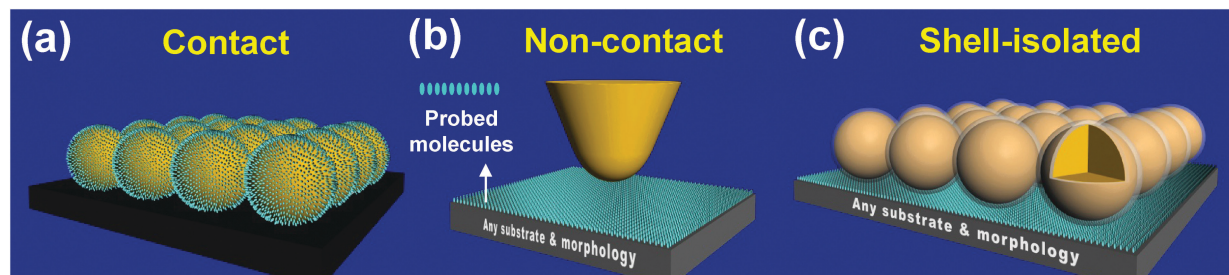 (a) Contact
(b) Non-contact
Probed
molecules
Any substrate & morphology
(c) Shell-isolated
Any substrate & morphology